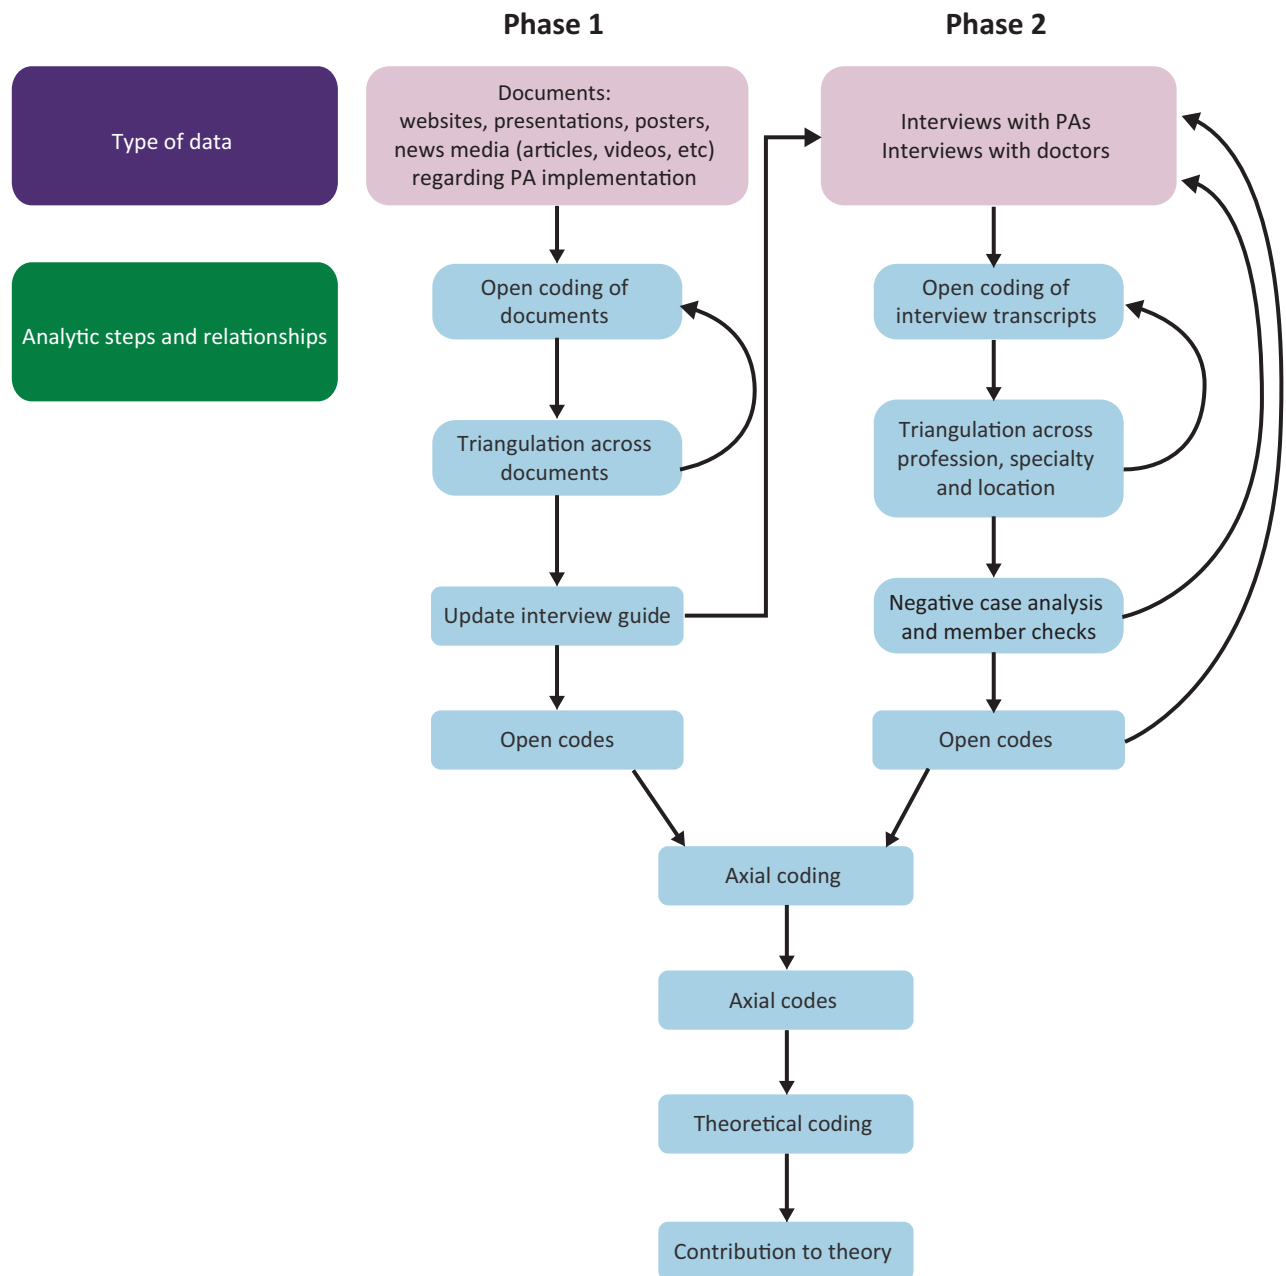 Phase 1
Phase 2
Type of data
Documents:
websites, presentations, posters,
news media (articles, videos, etc)
regarding PA implementation
Interviews with PAs
Interviews with doctors
Analytic steps and relationships
Open coding of
documents
Open coding of
interview transcripts
Triangulation across
documents
Triangulation across
profession, specialty
and location
Update interview guide
Negative case analysis
and member checks
Open codes
Open codes
Axial coding
Axial codes
Theoretical coding
Contribution to theory